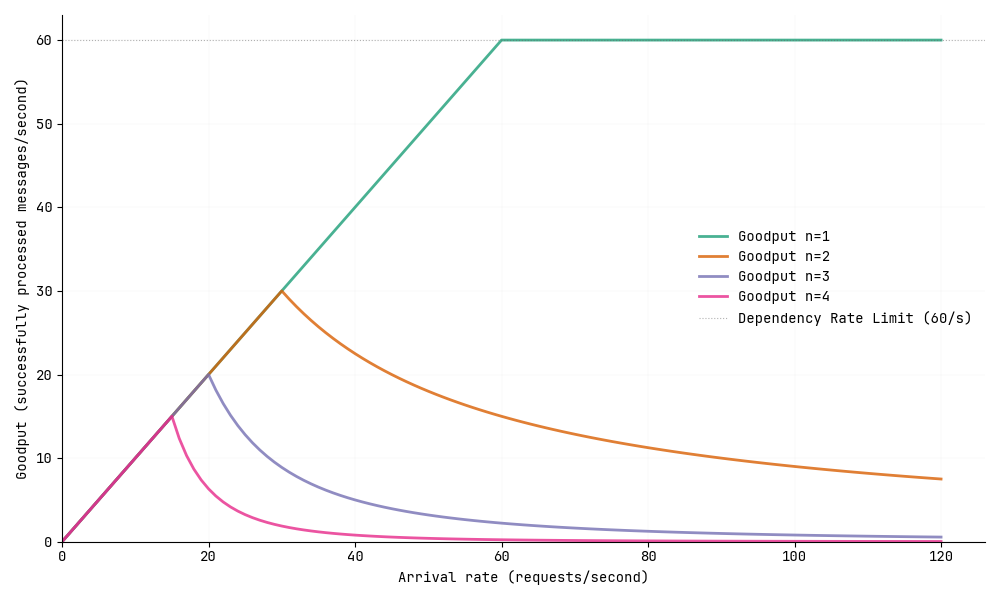 60
50
40
30
20
10
0
Goodput (successfully processed messages/second)
Goodput n=1
Goodput n=2
Goodput n=3
Goodput n=4
Dependency Rate Limit (60/s)
0 20 40 60 80 100 120
Arrival rate (requests/second)